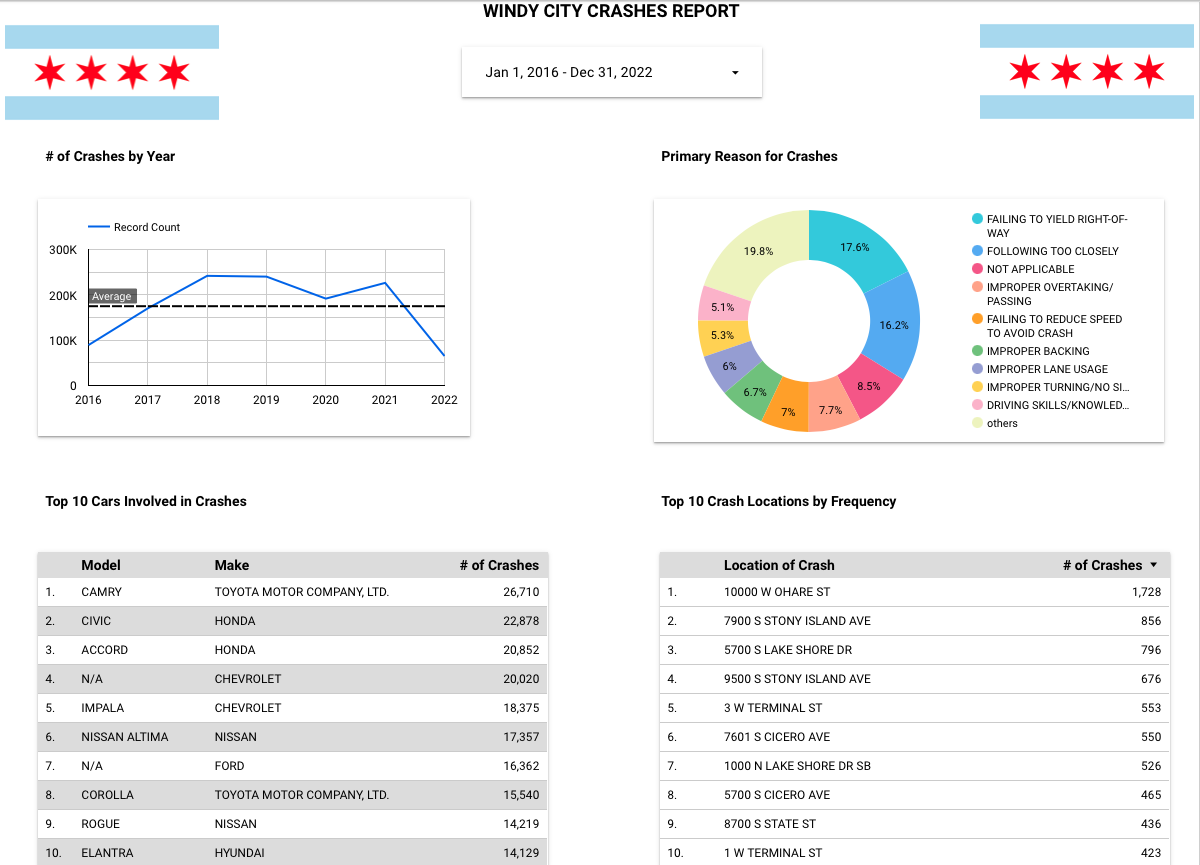 WINDY CITY CRASHES REPORT
Jan 1, 2016 - Dec 31, 2022
# of Crashes by Year
Record Count
300K
200K
100K
0
Average
2016 2017 2018 2019 2020 2021 2022
Primary Reason for Crashes
17.6%
16.2%
8.5%
7.7%
7%
6.7%
6%
5.3%
5.1%
19.8%
FAILING TO YIELD RIGHT-OF-
WAY
FOLLOWING TOO CLOSELY
NOT APPLICABLE
IMPROPER OVERTAKING/
PASSING
FAILING TO REDUCE SPEED
TO AVOID CRASH
IMPROPER BACKING
IMPROPER LANE USAGE
IMPROPER TURNING/NO SI...
DRIVING SKILLS/KNOWLED...
others
Top 10 Cars Involved in Crashes
Model Make # of Crashes
1. CAMRY TOYOTA MOTOR COMPANY, LTD. 26,710
2. CIVIC HONDA 22,878
3. ACCORD HONDA 20,852
4. N/A CHEVROLET 20,020
5. IMPALA CHEVROLET 18,375
6. NISSAN ALTIMA NISSAN 17,357
7. N/A FORD 16,362
8. COROLLA TOYOTA MOTOR COMPANY, LTD. 15,540
9. ROGUE NISSAN 14,219
10. ELANTRA HYUNDAI 14,129
Top 10 Crash Locations by Frequency
Location of Crash # of Crashes
1. 10000 W OHARE ST 1,728
2. 7900 S STONY ISLAND AVE 856
3. 5700 S LAKE SHORE DR 796
4. 9500 S STONY ISLAND AVE 676
5. 3 W TERMINAL ST 553
6. 7601 S CICERO AVE 550
7. 1000 N LAKE SHORE DR SB 526
8. 5700 S CICERO AVE 465
9. 8700 S STATE ST 436
10. 1 W TERMINAL ST 423